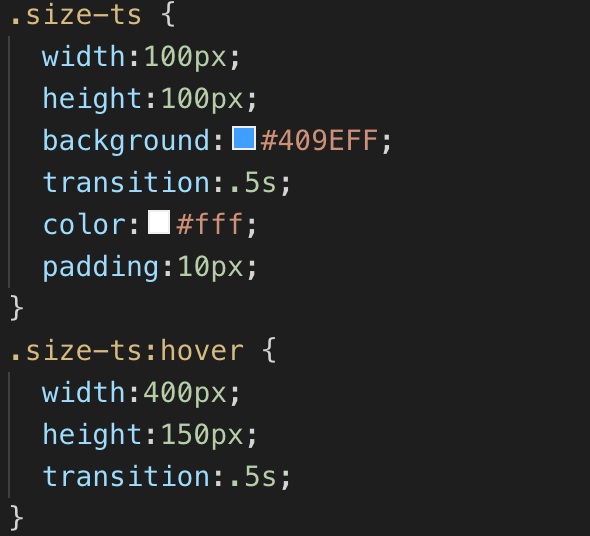 .size-ts {
width:100px;
height:100px;
background:#409EFF;
transition:.5s;
color:#fff;
padding:10px;
}
.size-ts:hover {
width:400px;
height:150px;
transition:.5s;
}